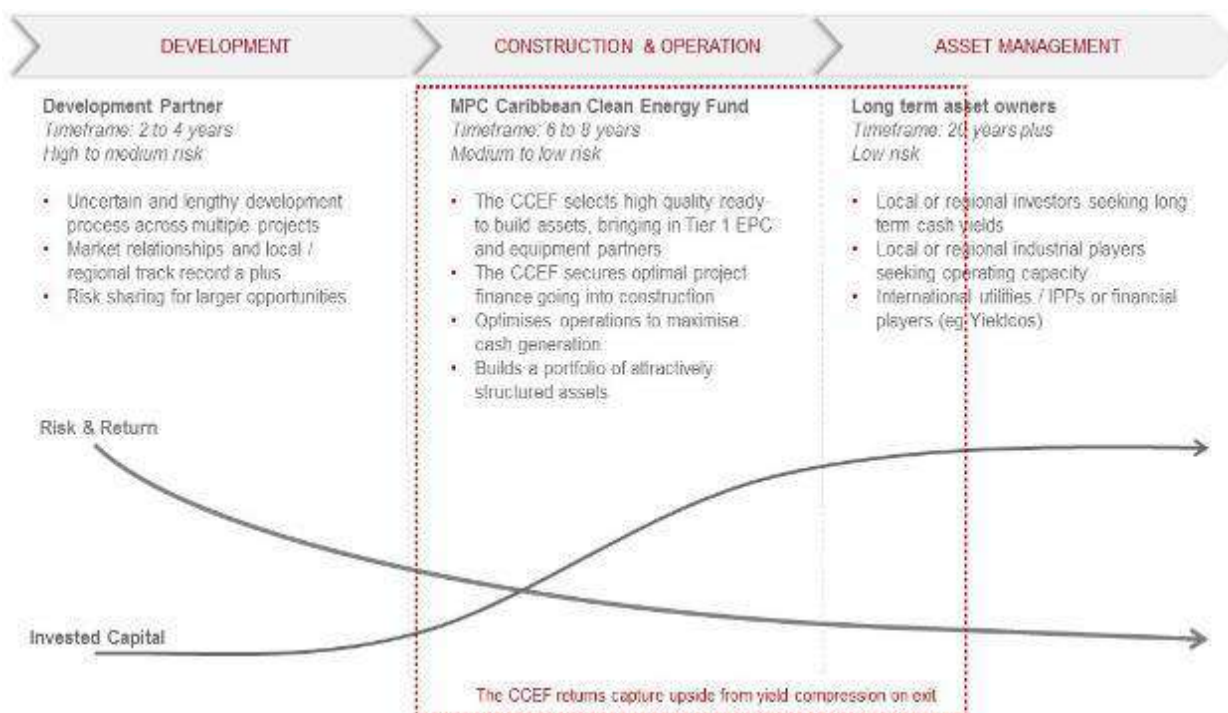 DEVELOPMENT
CONSTRUCTION & OPERATION
ASSET MANAGEMENT
Development Partner
Timeframe: 2 to 4 years
High to medium risk
• Uncertain and lengthy development
process across multiple projects
• Market relationships and local /
regional track record a plus
• Risk sharing for larger opportunities
MPC Caribbean Clean Energy Fund
Timeframe: 6 to 8 years
Medium to low risk
• The CCEF selects high quality ready-
to build assets, bringing in Tier 1 EPC
and equipment partners
• The CCEF secures optimal project
finance going into construction
• Optimises operations to maximise
cash generation
• Builds a portfolio of attractively
structured assets
Long term asset owners
Timeframe: 20 years plus
Low risk
• Local or regional investors seeking long
term cash yields
• Local or regional industrial players
seeking operating capacity
• International utilities / IPPs or financial
players (eg Yieldcos)
Risk & Return
Invested Capital
The CCEF returns capture upside from yield compression on exit